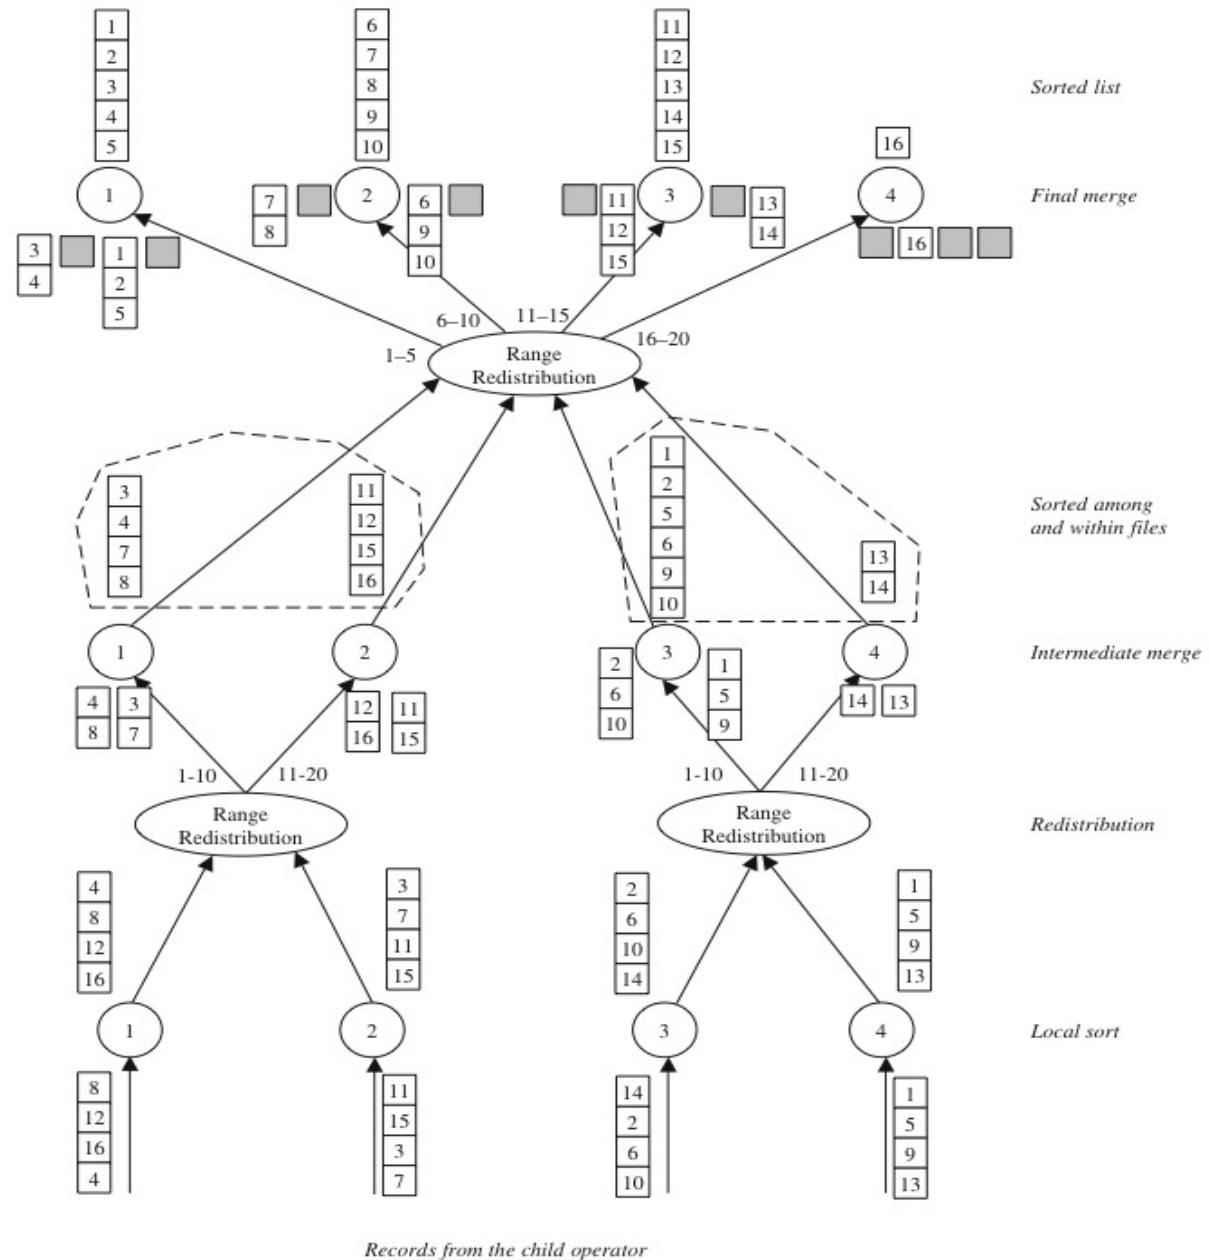 1 6 11
2 7 12
3 8 13 Sorted list
4 9 14
5 10 15 16
1 7 2 6 11 3 13 4 Final merge
8 9 12 14
3 1 10 15 16
4 2
5
6–10 11–15
1–5 16–20
Range
Redistribution
1
3 11 2
4 12 5 Sorted among
7 15 6 13 and within files
8 16 9 14
10
1 2 2 3 1 4 Intermediate merge
4 3 12 11 6 5 14 13
8 7 16 15 10 9
1-10 11-20 1-10 11-20
Range Range
Redistribution Redistribution Redistribution
4 3 2 1
8 7 6 5
12 11 10 9
16 15 14 13
1 2 3 4 Local sort
8 11 14 1
12 15 2 5
16 3 6 9
4 7 10 13
Records from the child operator